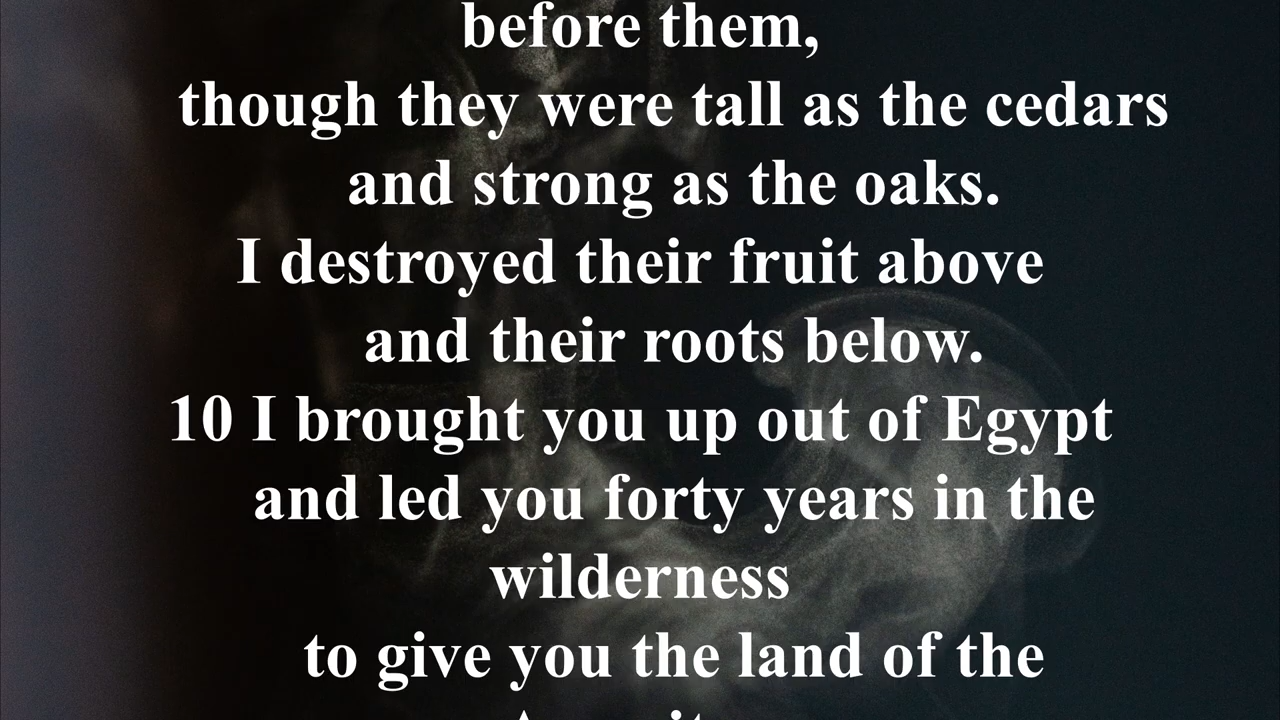 before them,
though they were tall as the cedars
and strong as the oaks.
I destroyed their fruit above
and their roots below.
10 I brought you up out of Egypt
and led you forty years in the
wilderness
to give you the land of the